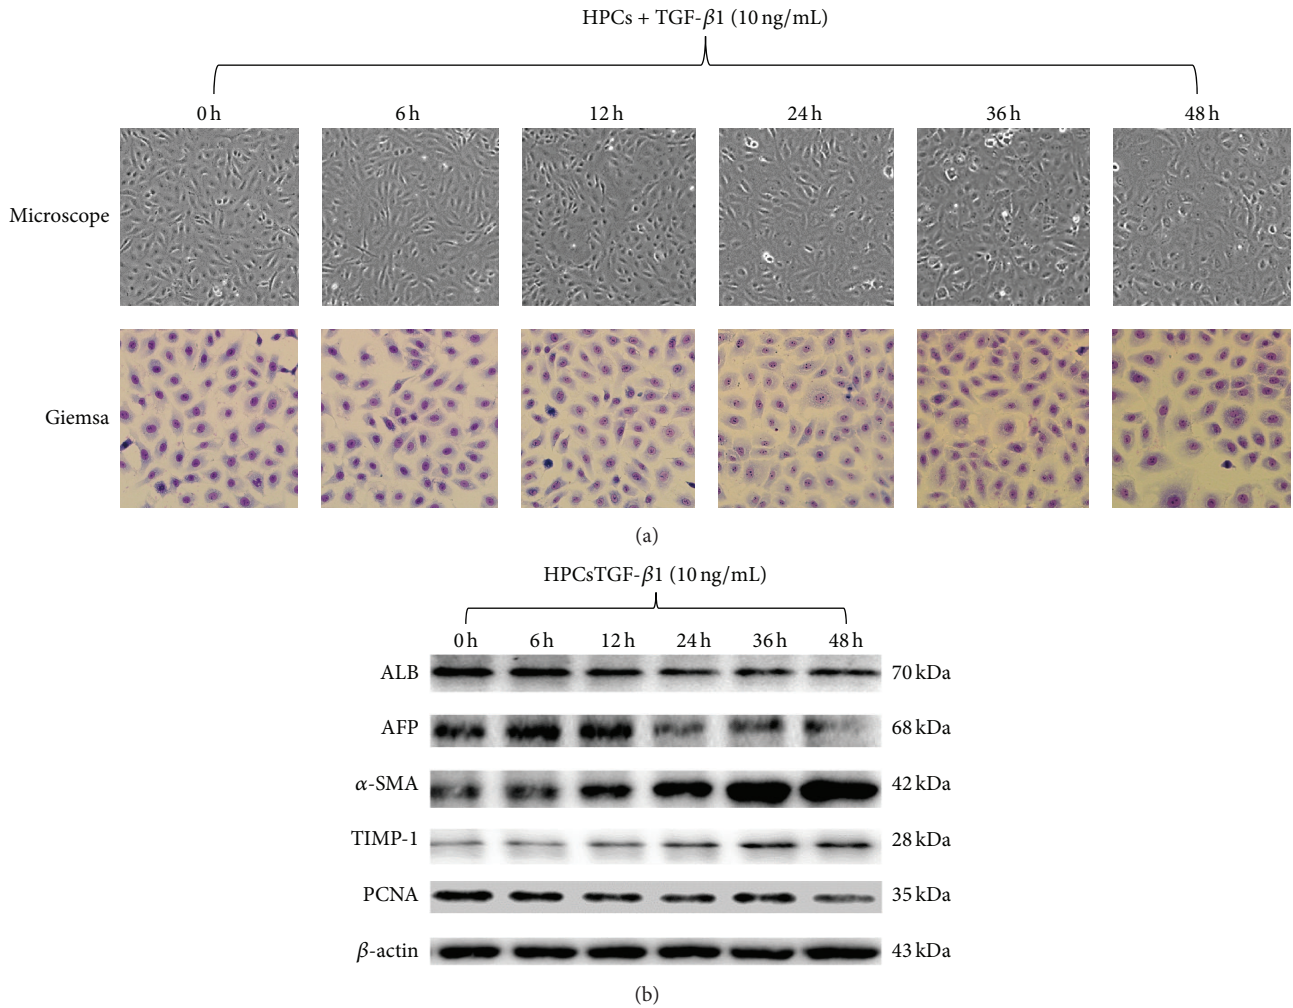 HPCs + TGF-β1 (10 ng/mL)
0 h 6 h 12 h 24 h 36 h 48 h
Microscope
Giemsa
(a)
HPCsTGF-β1 (10 ng/mL)
0 h 6 h 12 h 24 h 36 h 48 h
ALB 70 kDa
AFP 68 kDa
α-SMA 42 kDa
TIMP-1 28 kDa
PCNA 35 kDa
β-actin 43 kDa
(b)